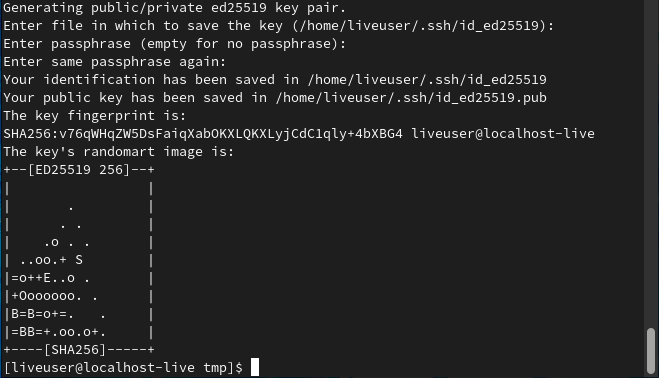 Generating public/private ed25519 key pair.
Enter file in which to save the key (/home/liveuser/.ssh/id_ed25519):
Enter passphrase (empty for no passphrase):
Enter same passphrase again:
Your identification has been saved in /home/liveuser/.ssh/id_ed25519
Your public key has been saved in /home/liveuser/.ssh/id_ed25519.pub
The key fingerprint is:
SHA256:v76qWHqZW5DsFaiqXabOKXLQKXLyjCdC1qly+4bXBG4 liveuser@localhost-live
The key's randomart image is:
+--[ED25519 256]--+
|                 |
|       .         |
|      . .        |
|    .o . .       |
| ..oo.+ S        |
|=o++E..o .       |
|+Ooooooo. .      |
|B=B=o+=.   .     |
|=BB=+.oo.o+.     |
+----[SHA256]-----+
[liveuser@localhost-live tmp]$